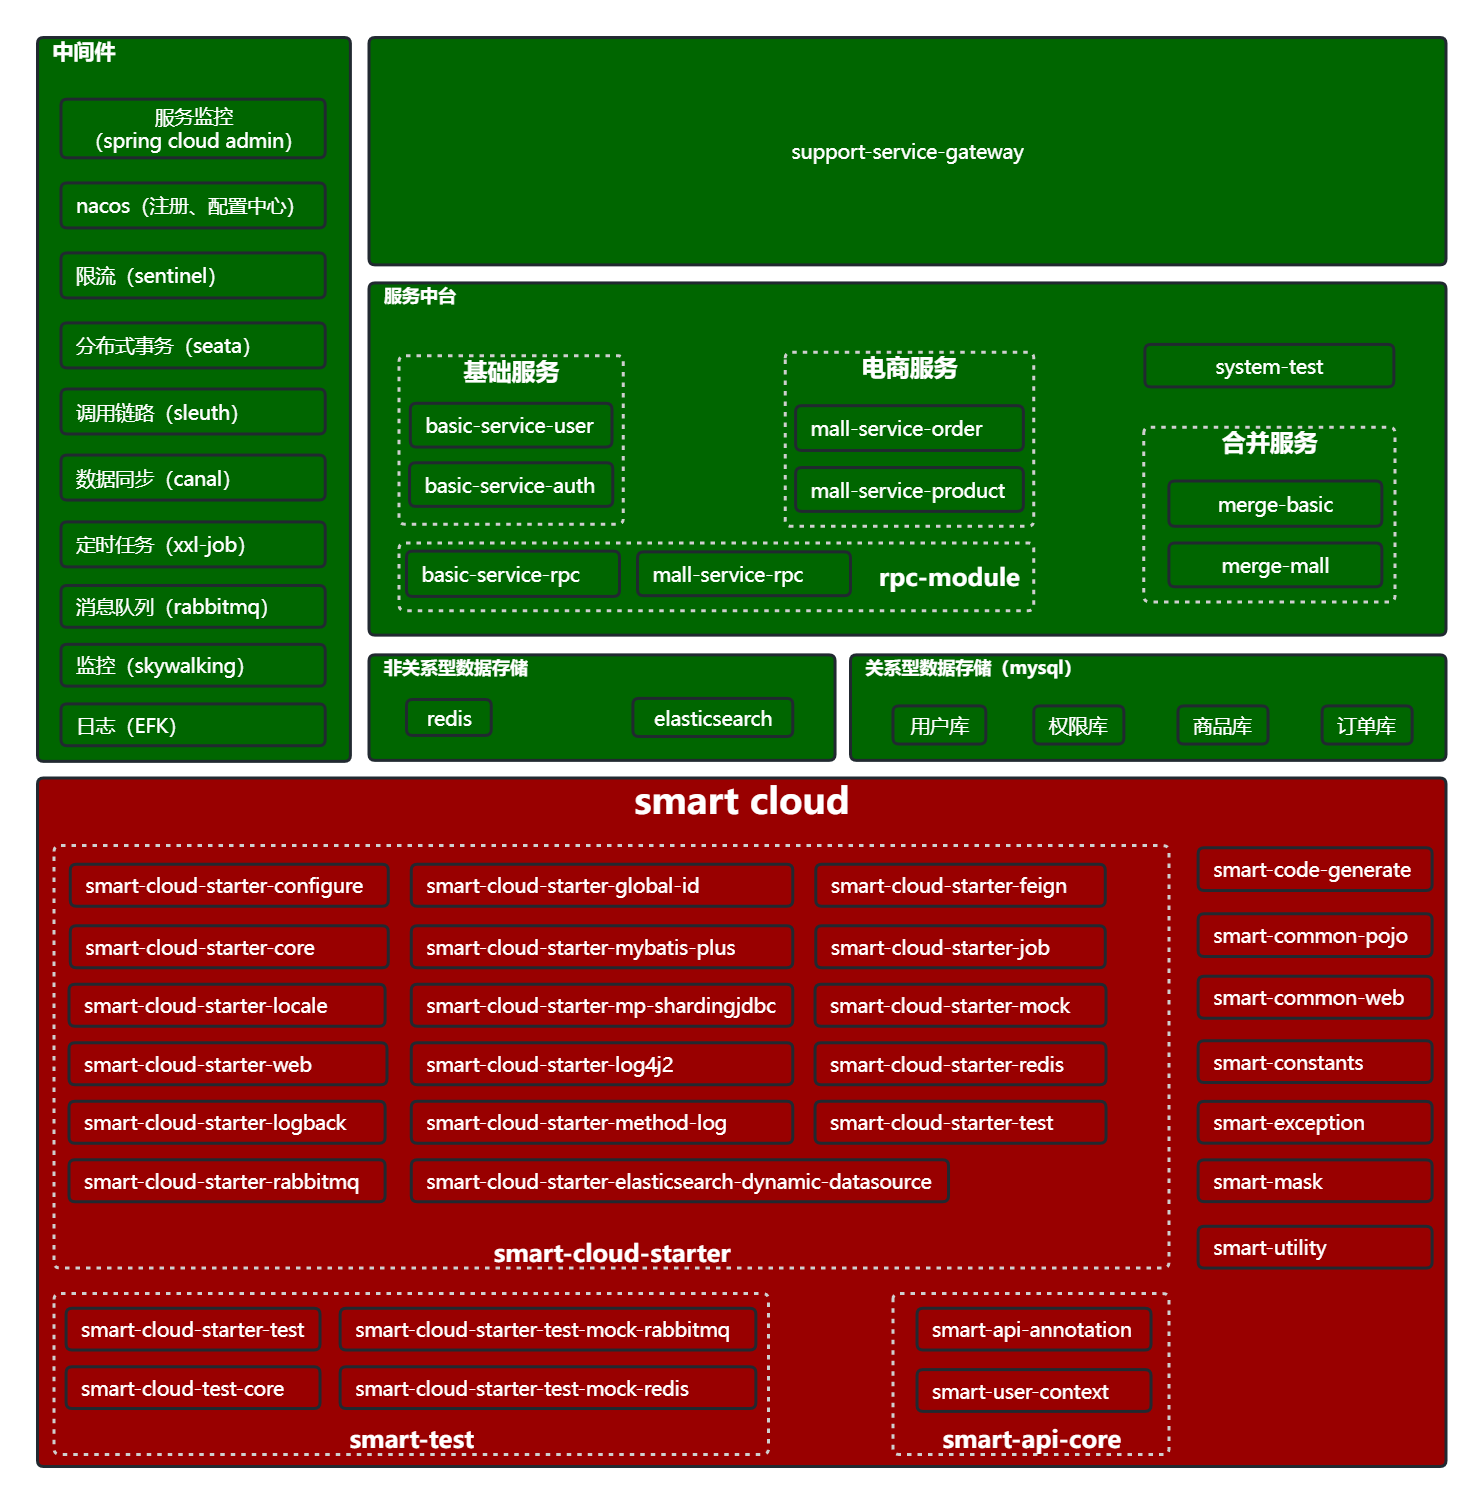 中间件
服务监控
（spring cloud admin）
nacos（注册、配置中心）
限流（sentinel）
分布式事务（seata）
调用链路（sleuth）
数据同步（canal）
定时任务（xxl-job）
消息队列（rabbitmq）
监控（skywalking）
日志（EFK）
support-service-gateway
服务中台
基础服务
basic-service-user
basic-service-auth
电商服务
mall-service-order
mall-service-product
system-test
合并服务
merge-basic
merge-mall
basic-service-rpc
mall-service-rpc
rpc-module
非关系型数据存储
redis
elasticsearch
关系型数据存储（mysql）
用户库
权限库
商品库
订单库
smart cloud
smart-cloud-starter-configure
smart-cloud-starter-global-id
smart-cloud-starter-feign
smart-cloud-starter-core
smart-cloud-starter-mybatis-plus
smart-cloud-starter-job
smart-cloud-starter-locale
smart-cloud-starter-mp-shardingjdbc
smart-cloud-starter-mock
smart-cloud-starter-web
smart-cloud-starter-log4j2
smart-cloud-starter-redis
smart-cloud-starter-logback
smart-cloud-starter-method-log
smart-cloud-starter-test
smart-cloud-starter-rabbitmq
smart-cloud-starter-elasticsearch-dynamic-datasource
smart-cloud-starter
smart-code-generate
smart-common-pojo
smart-common-web
smart-constants
smart-exception
smart-mask
smart-utility
smart-cloud-starter-test
smart-cloud-starter-test-mock-rabbitmq
smart-cloud-test-core
smart-cloud-starter-test-mock-redis
smart-test
smart-api-annotation
smart-user-context
smart-api-core